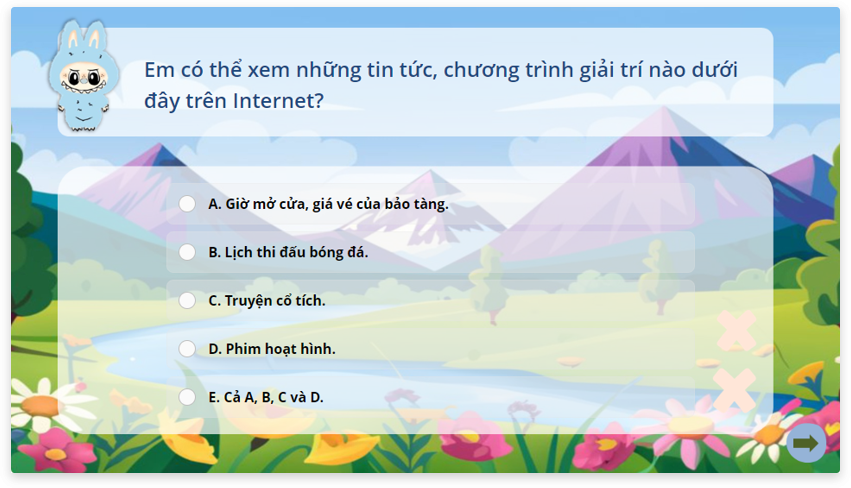 Em có thể xem những tin tức, chương trình giải trí nào dưới
đây trên Internet?
A. Giờ mở cửa, giá vé của bảo tàng.
B. Lịch thi đấu bóng đá.
C. Truyện cổ tích.
D. Phim hoạt hình.
E. Cả A, B, C và D.